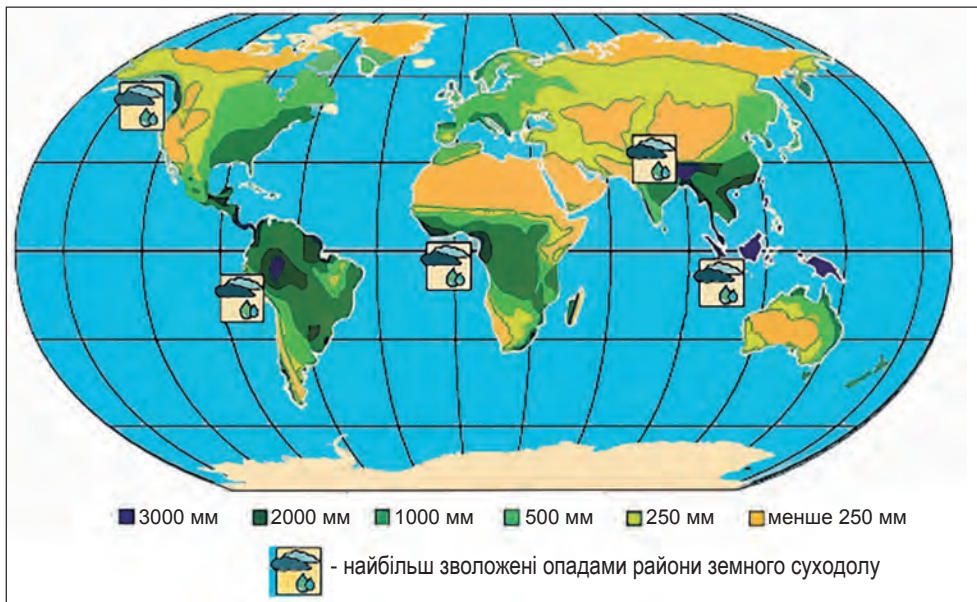 3000 мм 2000 мм 1000 мм 500 мм 250 мм менше 250 мм
- найбільш зволожені опадами райони земного суходолу